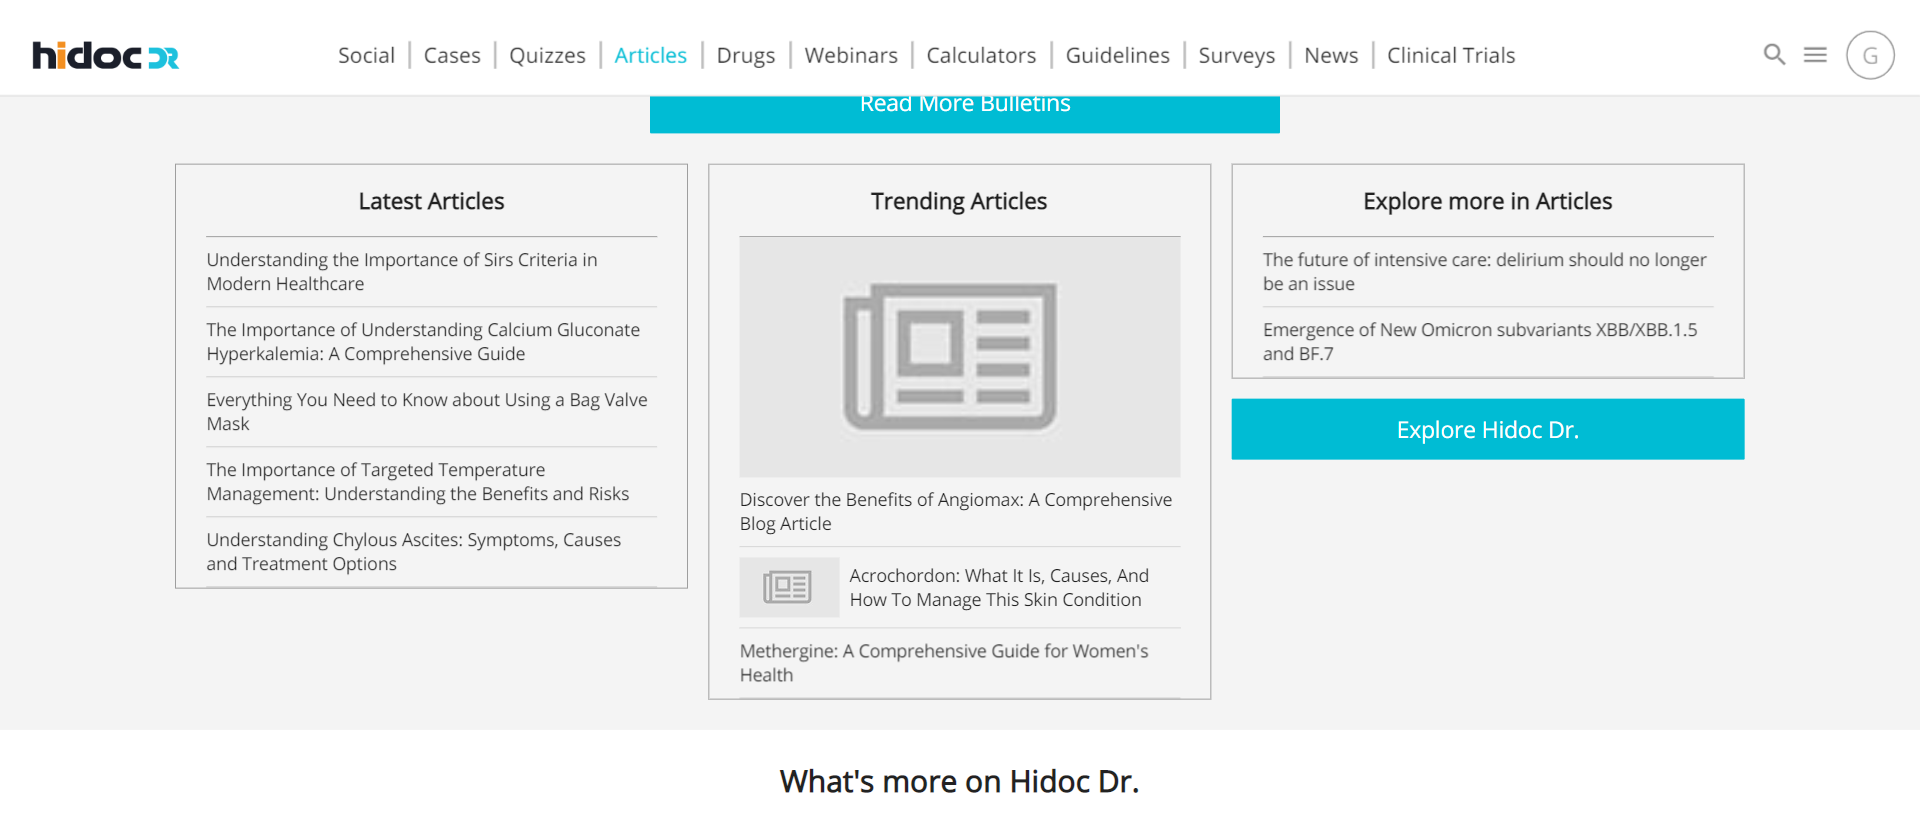 hidoc DR
Social
Cases
Quizzes
Articles
Drugs
Webinars
Calculators
Guidelines
Surveys
News
Clinical Trials
G
Read More Bulletins
Latest Articles
Understanding the Importance of Sirs Criteria in
Modern Healthcare
The Importance of Understanding Calcium Gluconate
Hyperkalemia: A Comprehensive Guide
Everything You Need to Know about Using a Bag Valve
Mask
The Importance of Targeted Temperature
Management: Understanding the Benefits and Risks
Understanding Chylous Ascites: Symptoms, Causes
and Treatment Options
Trending Articles
Discover the Benefits of Angiomax: A Comprehensive
Blog Article
Acrochordon: What It Is, Causes, And
How To Manage This Skin Condition
Methergine: A Comprehensive Guide for Women's
Health
Explore more in Articles
The future of intensive care: delirium should no longer
be an issue
Emergence of New Omicron subvariants XBB/XBB.1.5
and BF.7
Explore Hidoc Dr.
What's more on Hidoc Dr.